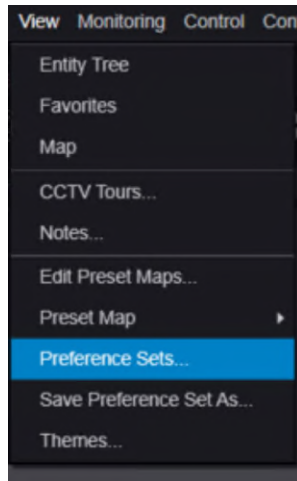 View Monitoring Control Con
Entity Tree
Favorites
Map
CCTV Tours...
Notes...
Edit Preset Maps...
Preset Map
Preference Sets...
Save Preference Set As...
Themes...